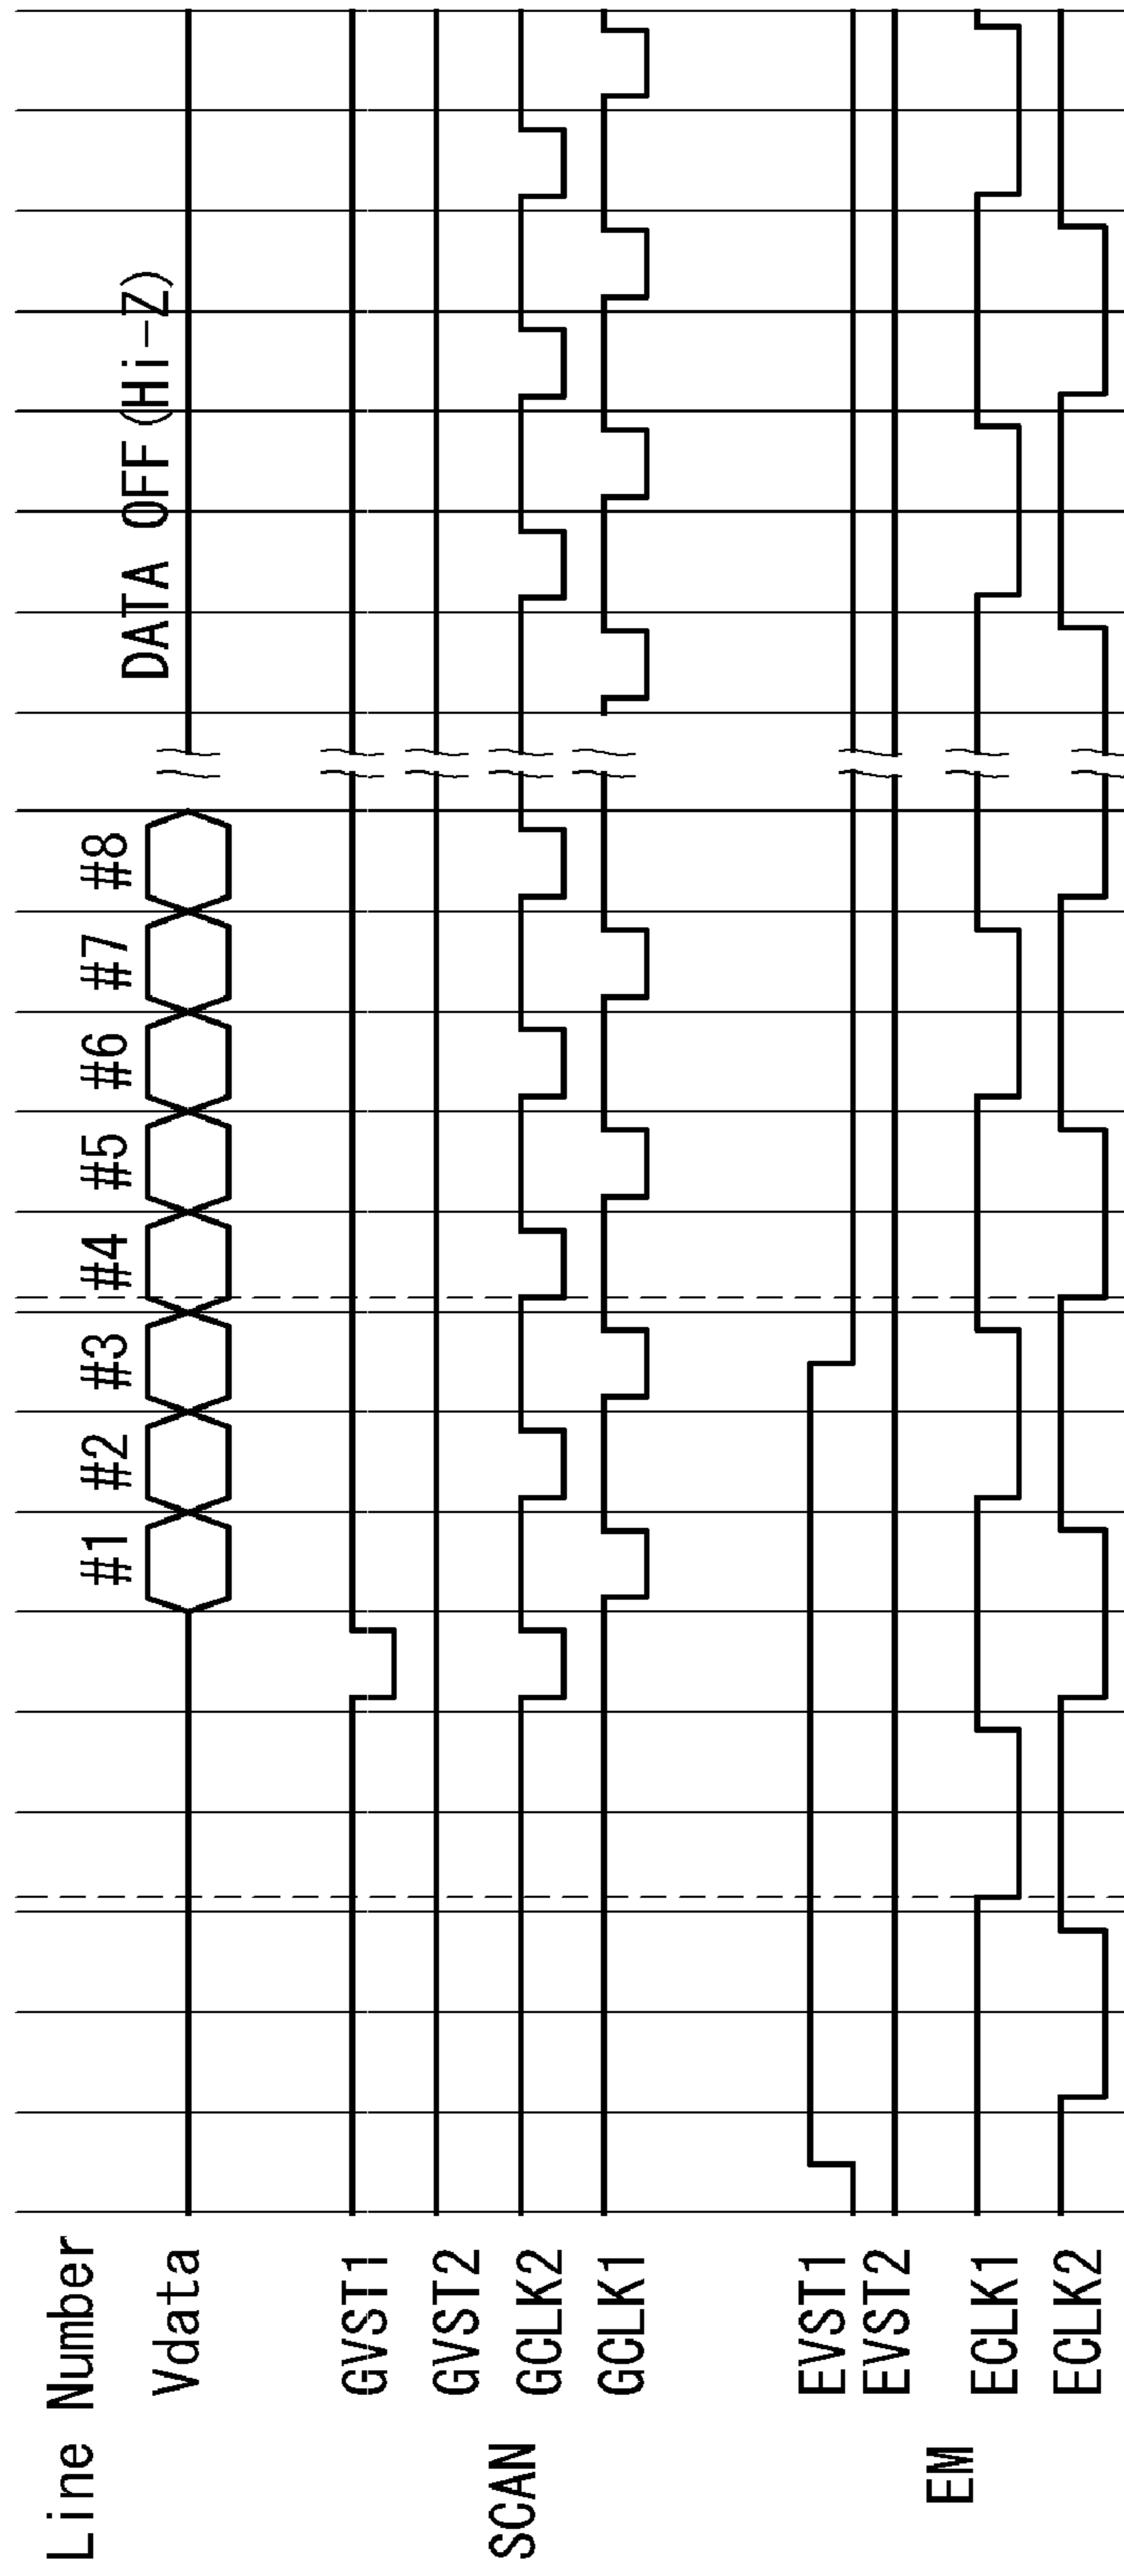 Line Number #1 #2 #3 #4 #5 #6 #7 #8
Vdata
DATA OFF(Hi-Z)
SCAN
GVST1
GVST2
GCLK2
GCLK1
EM
EVST1
EVST2
ECLK1
ECLK2